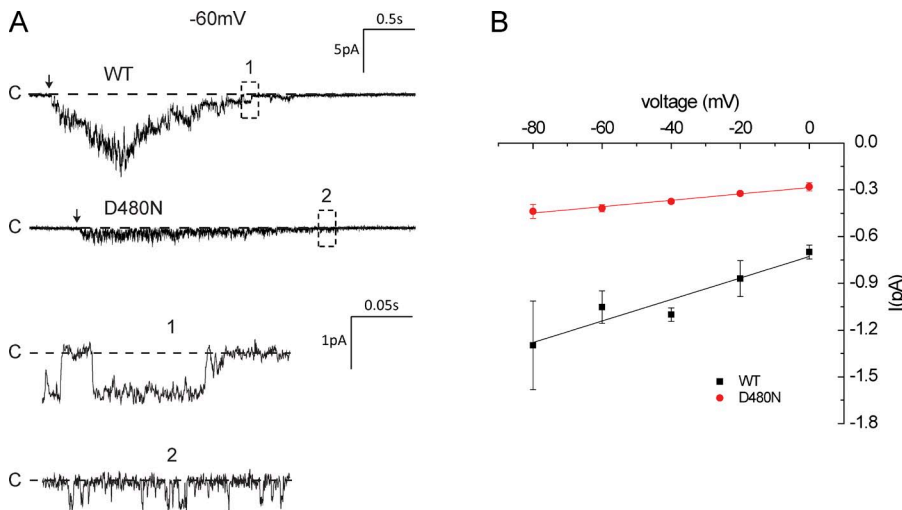 A
-60mV
0.5s
5pA
WT
1
C
D480N
2
C
0.05s
1pA
1
C
2
C
B
voltage (mV)
-80 -60 -40 -20 0
0.0
-0.3
-0.6
-0.9
-1.2
-1.5
-1.8
I(pA)
WT
D480N